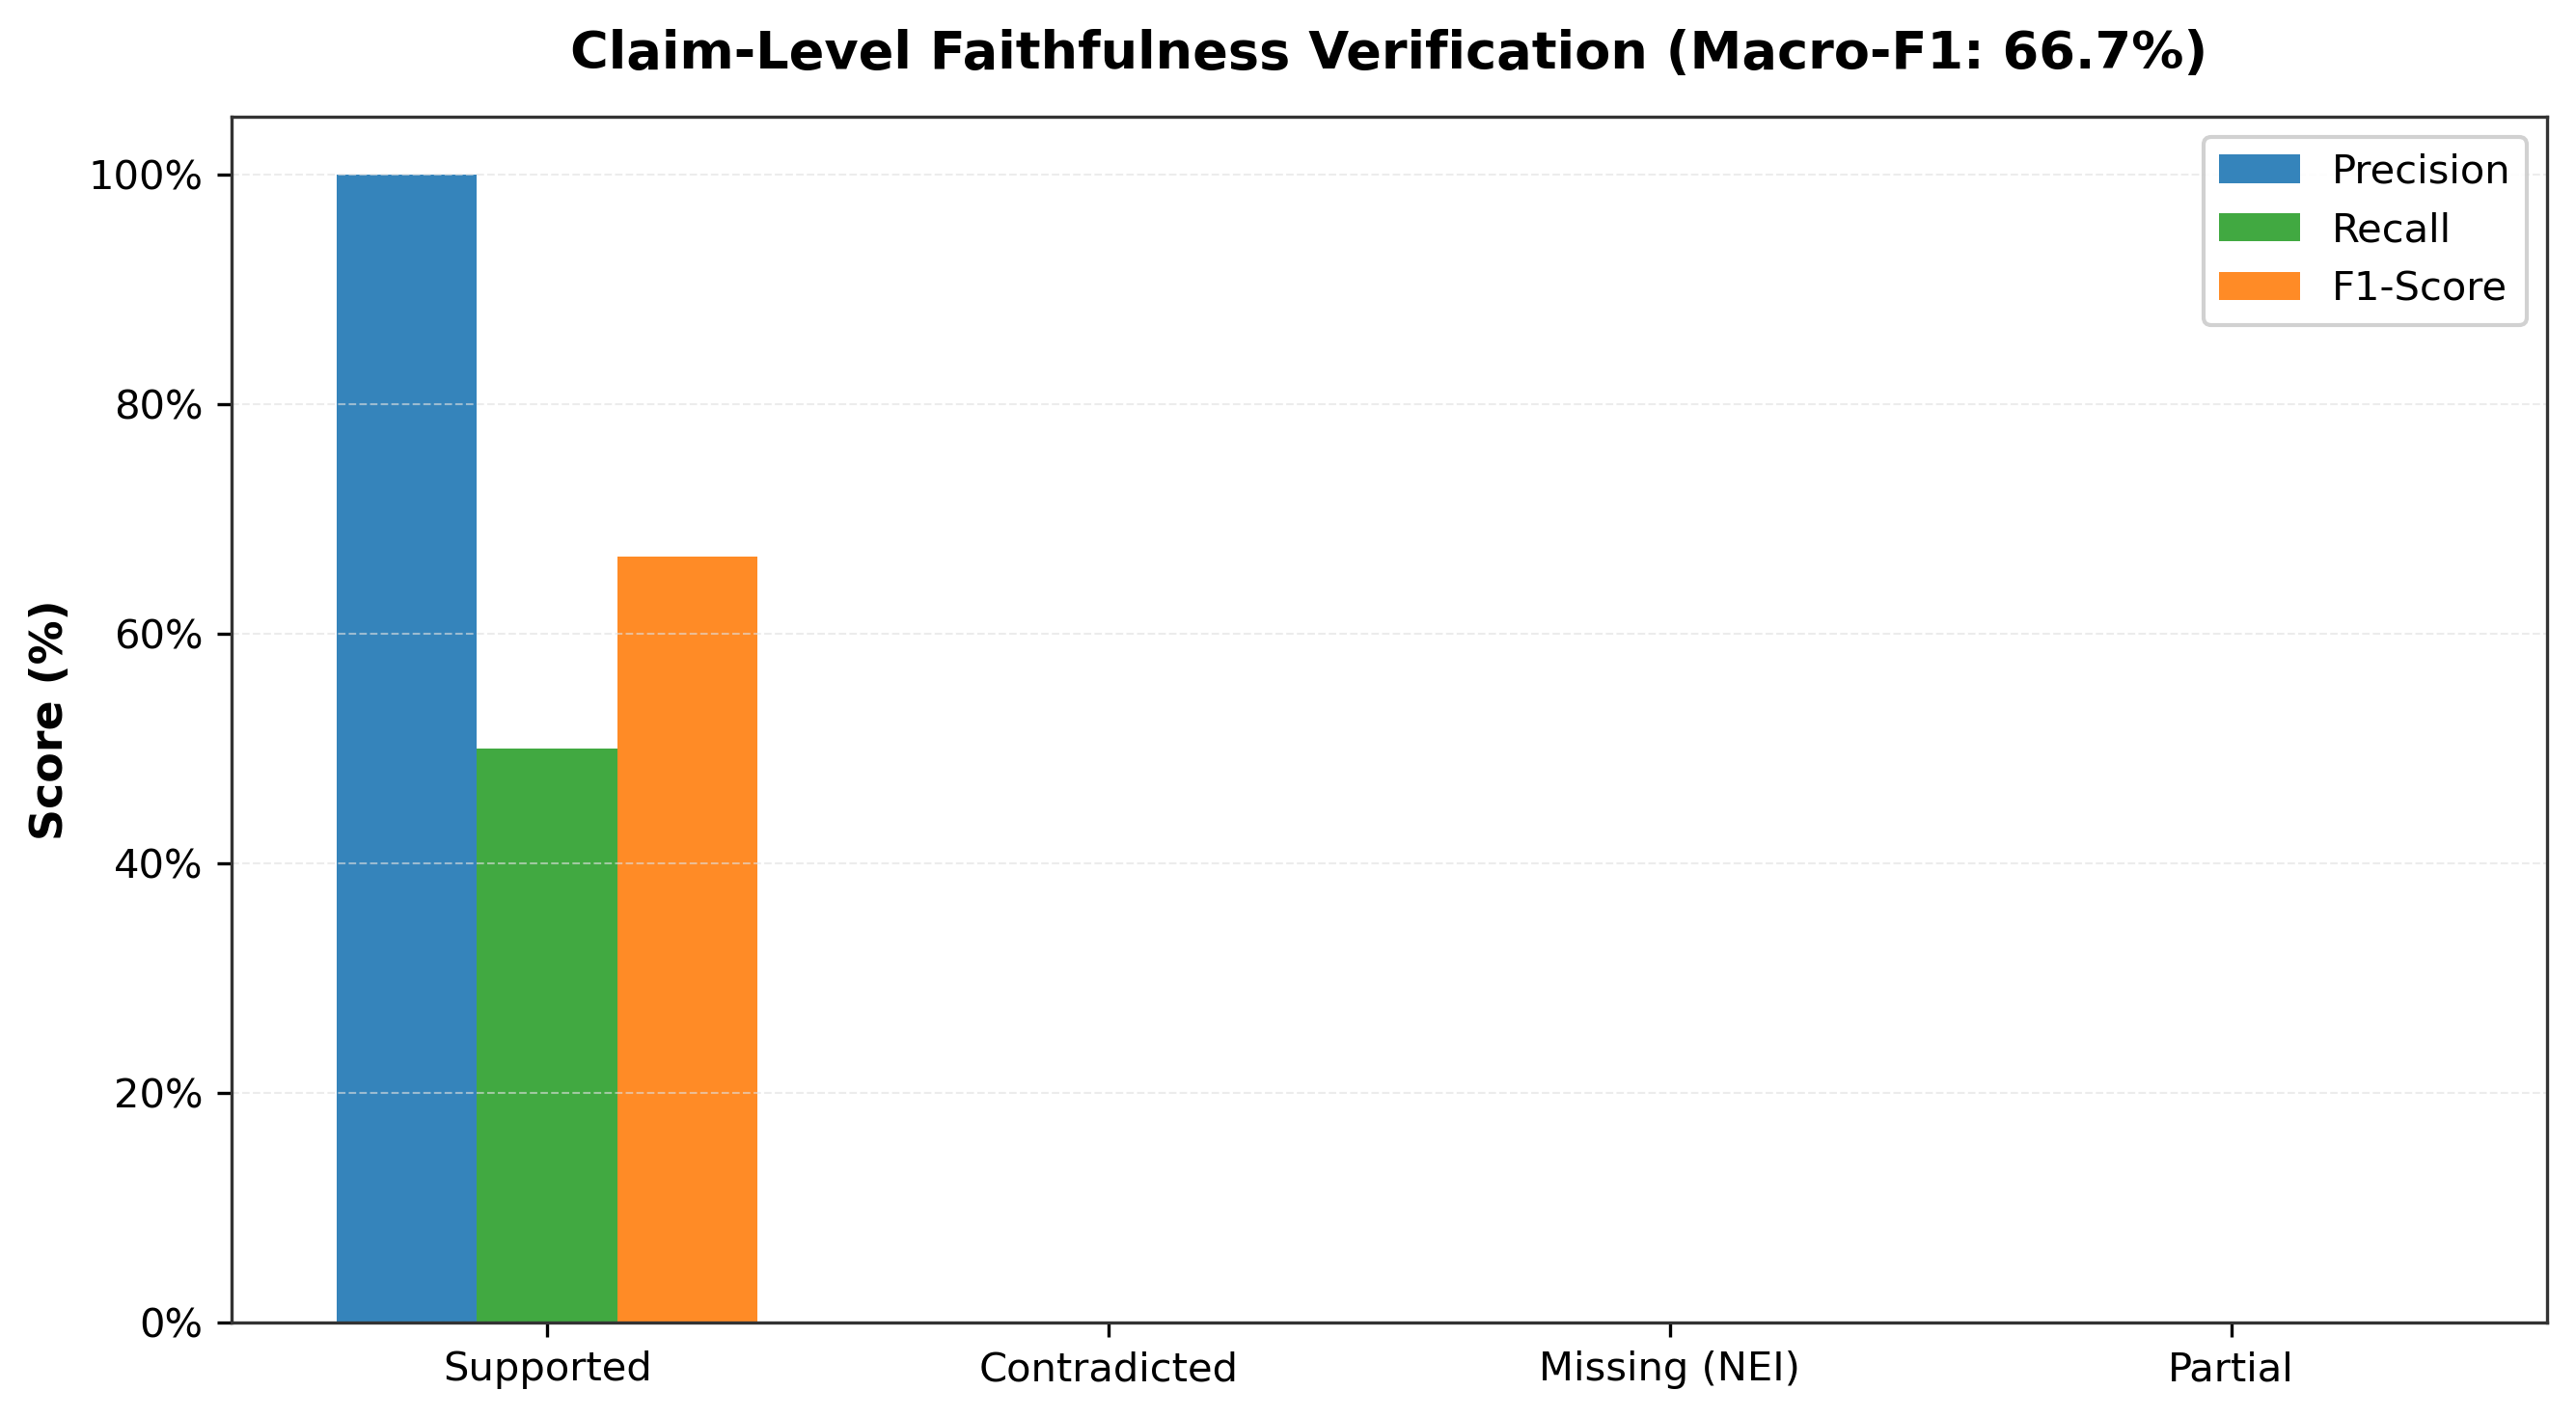 Claim-Level Faithfulness Verification (Macro-F1: 66.7%)
Precision
Recall
F1-Score
Score (%)
100%
80%
60%
40%
20%
0%
Supported
Contradicted
Missing (NEI)
Partial